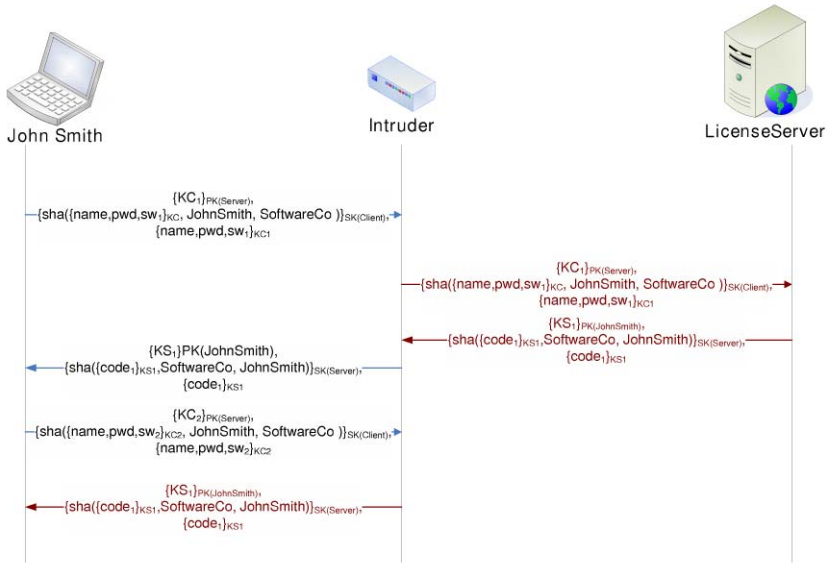 John Smith
Intruder
LicenseServer
{KC₁}PK(Server),
{sha({name,pwd,sw₁}KC, JohnSmith, SoftwareCo )}SK(Client),
{name,pwd,sw₁}KC1
{KC₁}PK(Server),
{sha({name,pwd,sw₁}KC, JohnSmith, SoftwareCo )}SK(Client),
{name,pwd,sw₁}KC1
{KS₁}PK(JohnSmith),
{sha({code₁}KS1,SoftwareCo, JohnSmith)}SK(Server),
{code₁}KS1
{KS₁}PK(JohnSmith),
{sha({code₁}KS1,SoftwareCo, JohnSmith)}SK(Server),
{code₁}KS1
{KC₂}PK(Server),
{sha({name,pwd,sw₂}KC2, JohnSmith, SoftwareCo )}SK(Client),
{name,pwd,sw₂}KC2
{KS₁}PK(JohnSmith),
{sha({code₁}KS1,SoftwareCo, JohnSmith)}SK(Server),
{code₁}KS1